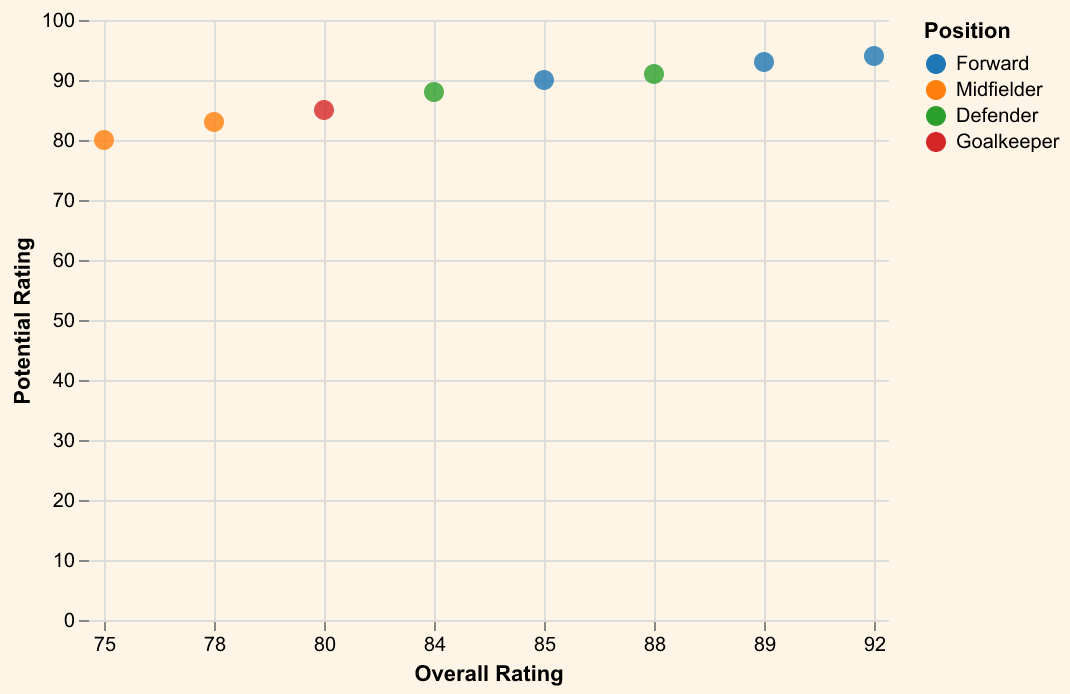 100
90
80
70
60
50
40
30
20
10
0
Potential Rating
75 78 80 84 85 88 89 92
Overall Rating
Position
Forward
Midfielder
Defender
Goalkeeper